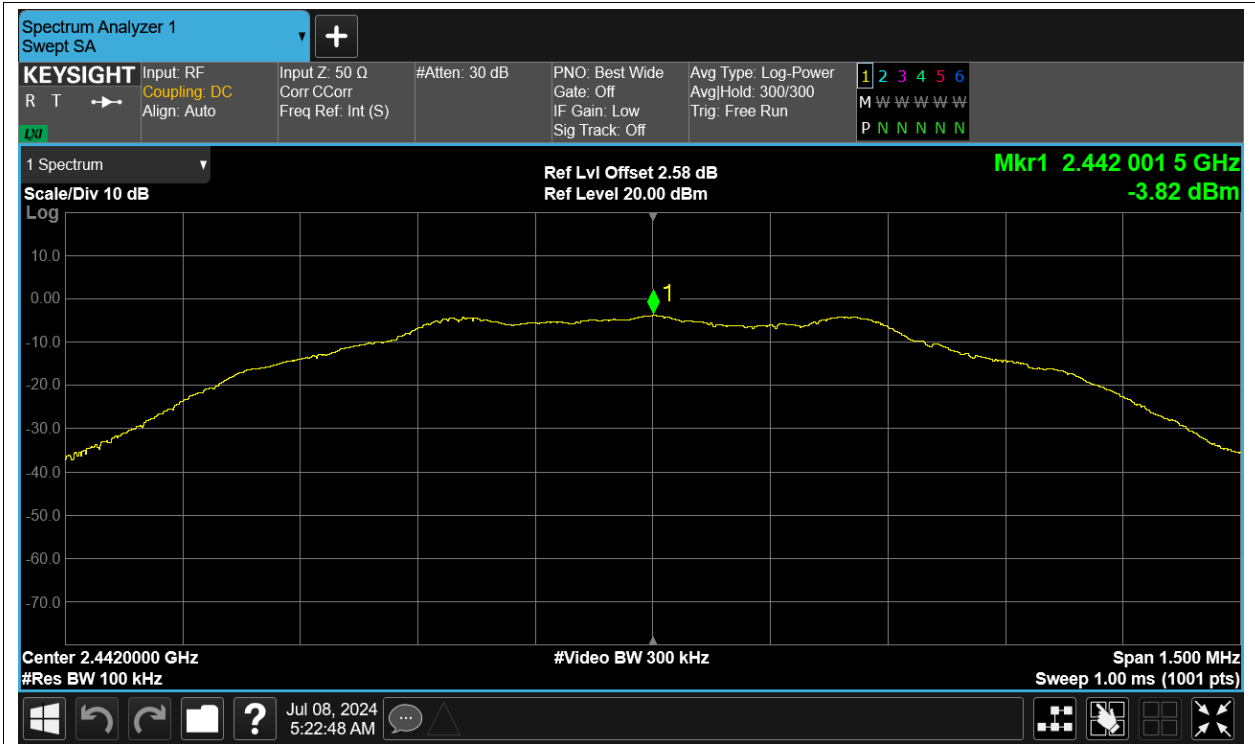 Spectrum Analyzer 1
Swept SA
KEYSIGHT
R T
LXI
Input: RF
Coupling: DC
Align: Auto
Input Z: 50 Ω
Corr CCorr
Freq Ref: Int (S)
#Atten: 30 dB
PNO: Best Wide
Gate: Off
IF Gain: Low
Sig Track: Off
Avg Type: Log-Power
Avg|Hold: 300/300
Trig: Free Run
1 2 3 4 5 6
M W W W W W W
P N N N N N
1 Spectrum
Scale/Div 10 dB
Ref Lvl Offset 2.58 dB
Ref Level 20.00 dBm
Mkr1 2.442 001 5 GHz
-3.82 dBm
Log
10.0
0.00
-10.0
-20.0
-30.0
-40.0
-50.0
-60.0
-70.0
1
Center 2.4420000 GHz
#Res BW 100 kHz
#Video BW 300 kHz
Span 1.500 MHz
Sweep 1.00 ms (1001 pts)
?
Jul 08, 2024
5:22:48 AM